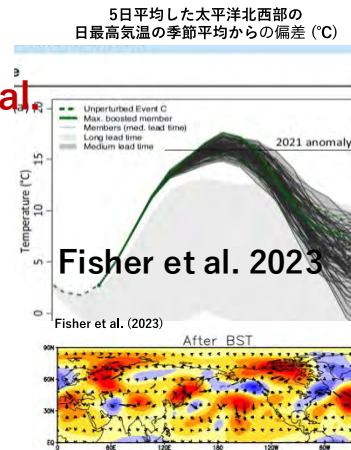 5日平均した太平洋北西部の
日最高気温の季節平均からの偏差 (℃)
al.
Unperturbed Event C
Max. boosted member
Members (med. lead time)
Long lead time
Medium lead time
2021 anomaly
Temperature (°C)
20
15
10
5
0
Fisher et al. 2023
Fisher et al. (2023)
After BST
90N
60N
30N
EQ
0
60E
120E
180
120W
60W